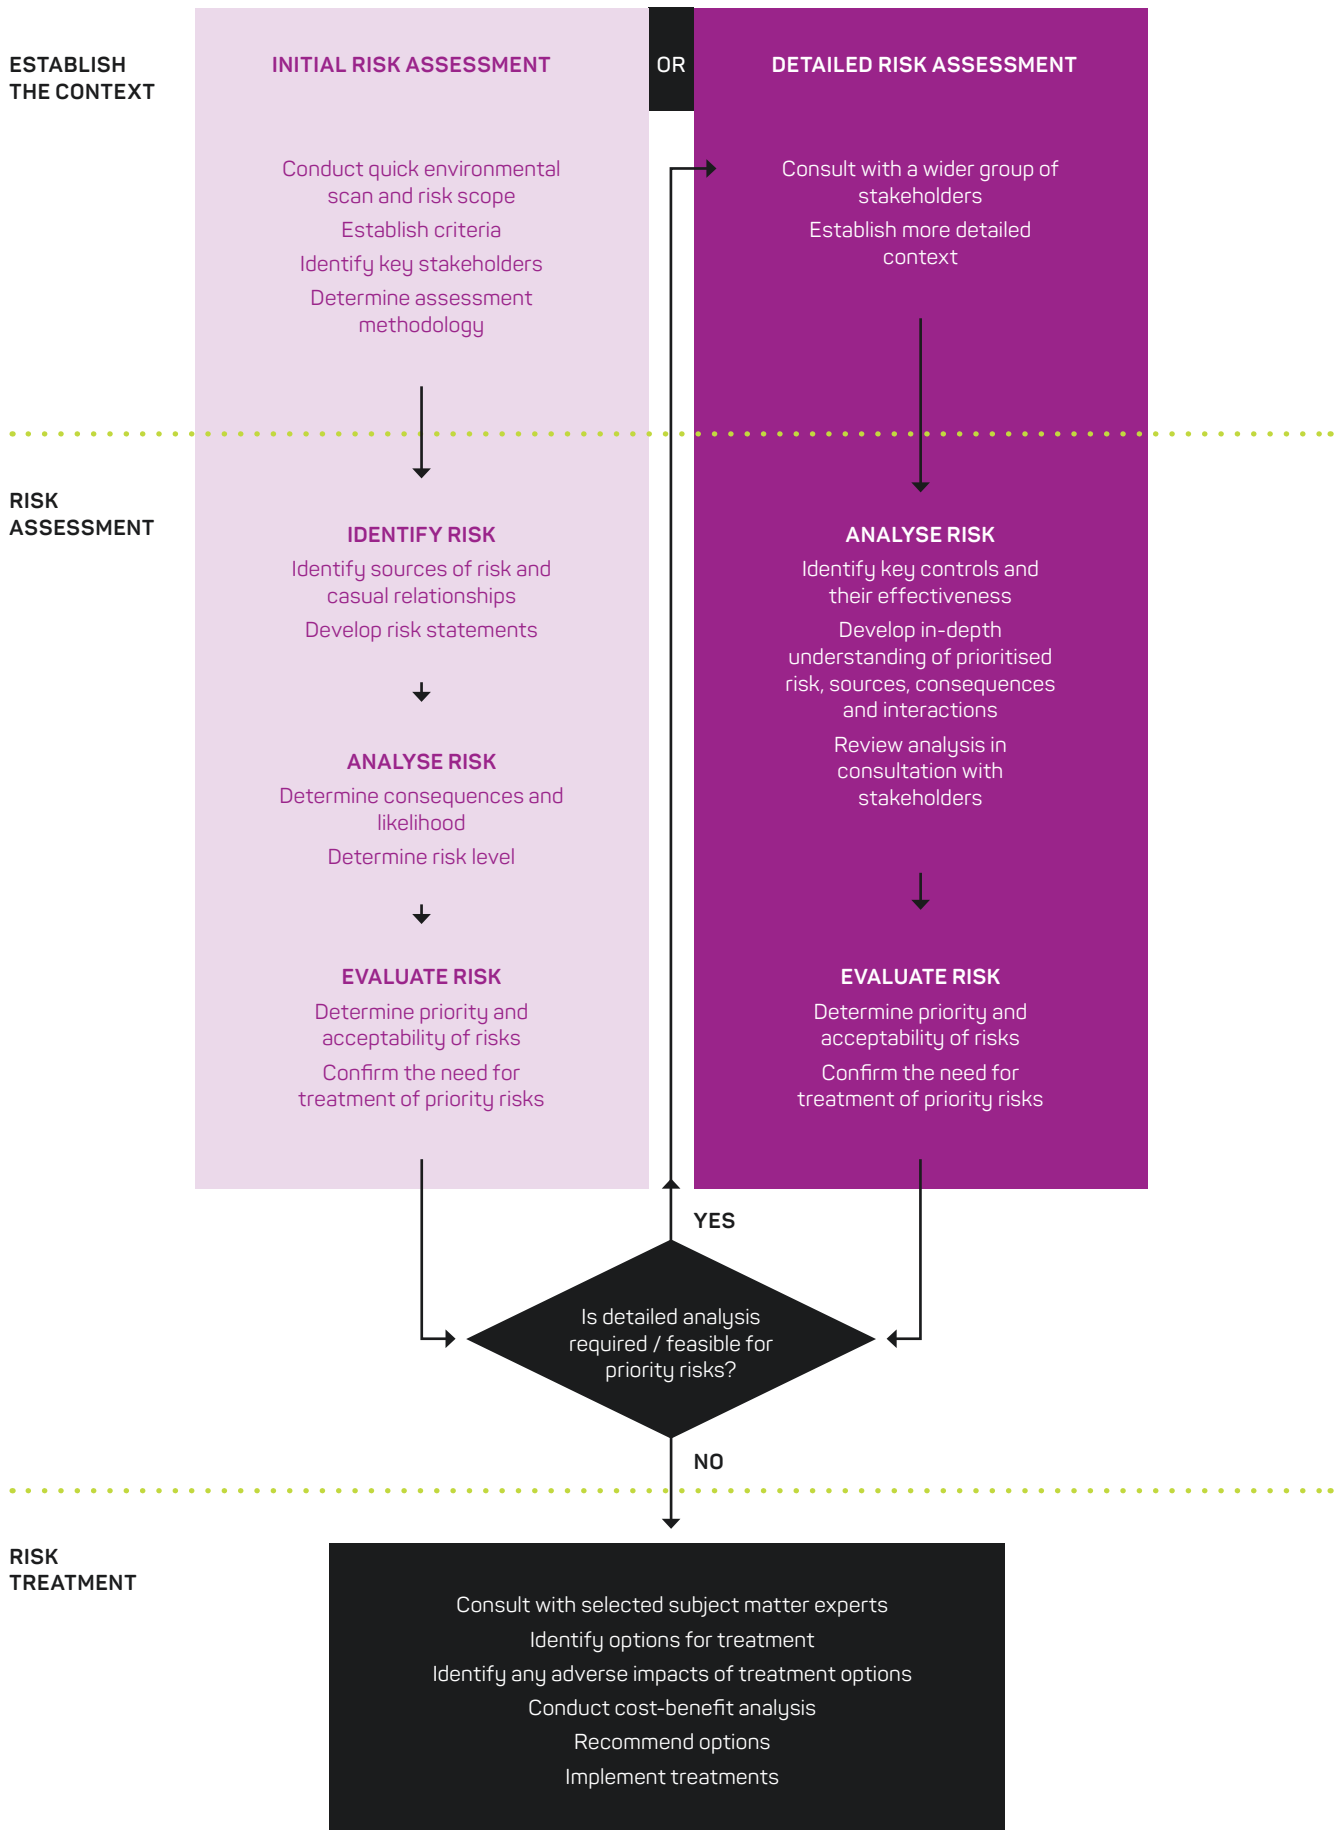 ESTABLISH
THE CONTEXT
INITIAL RISK ASSESSMENT
OR
DETAILED RISK ASSESSMENT
Conduct quick environmental
scan and risk scope
Establish criteria
Identify key stakeholders
Determine assessment
methodology
Consult with a wider group of
stakeholders
Establish more detailed
context
RISK
ASSESSMENT
IDENTIFY RISK
Identify sources of risk and
casual relationships
Develop risk statements
ANALYSE RISK
Determine consequences and
likelihood
Determine risk level
EVALUATE RISK
Determine priority and
acceptability of risks
Confirm the need for
treatment of priority risks
ANALYSE RISK
Identify key controls and
their effectiveness
Develop in-depth
understanding of prioritised
risk, sources, consequences
and interactions
Review analysis in
consultation with
stakeholders
EVALUATE RISK
Determine priority and
acceptability of risks
Confirm the need for
treatment of priority risks
YES
Is detailed analysis
required / feasible for
priority risks?
NO
RISK
TREATMENT
Consult with selected subject matter experts
Identify options for treatment
Identify any adverse impacts of treatment options
Conduct cost-benefit analysis
Recommend options
Implement treatments